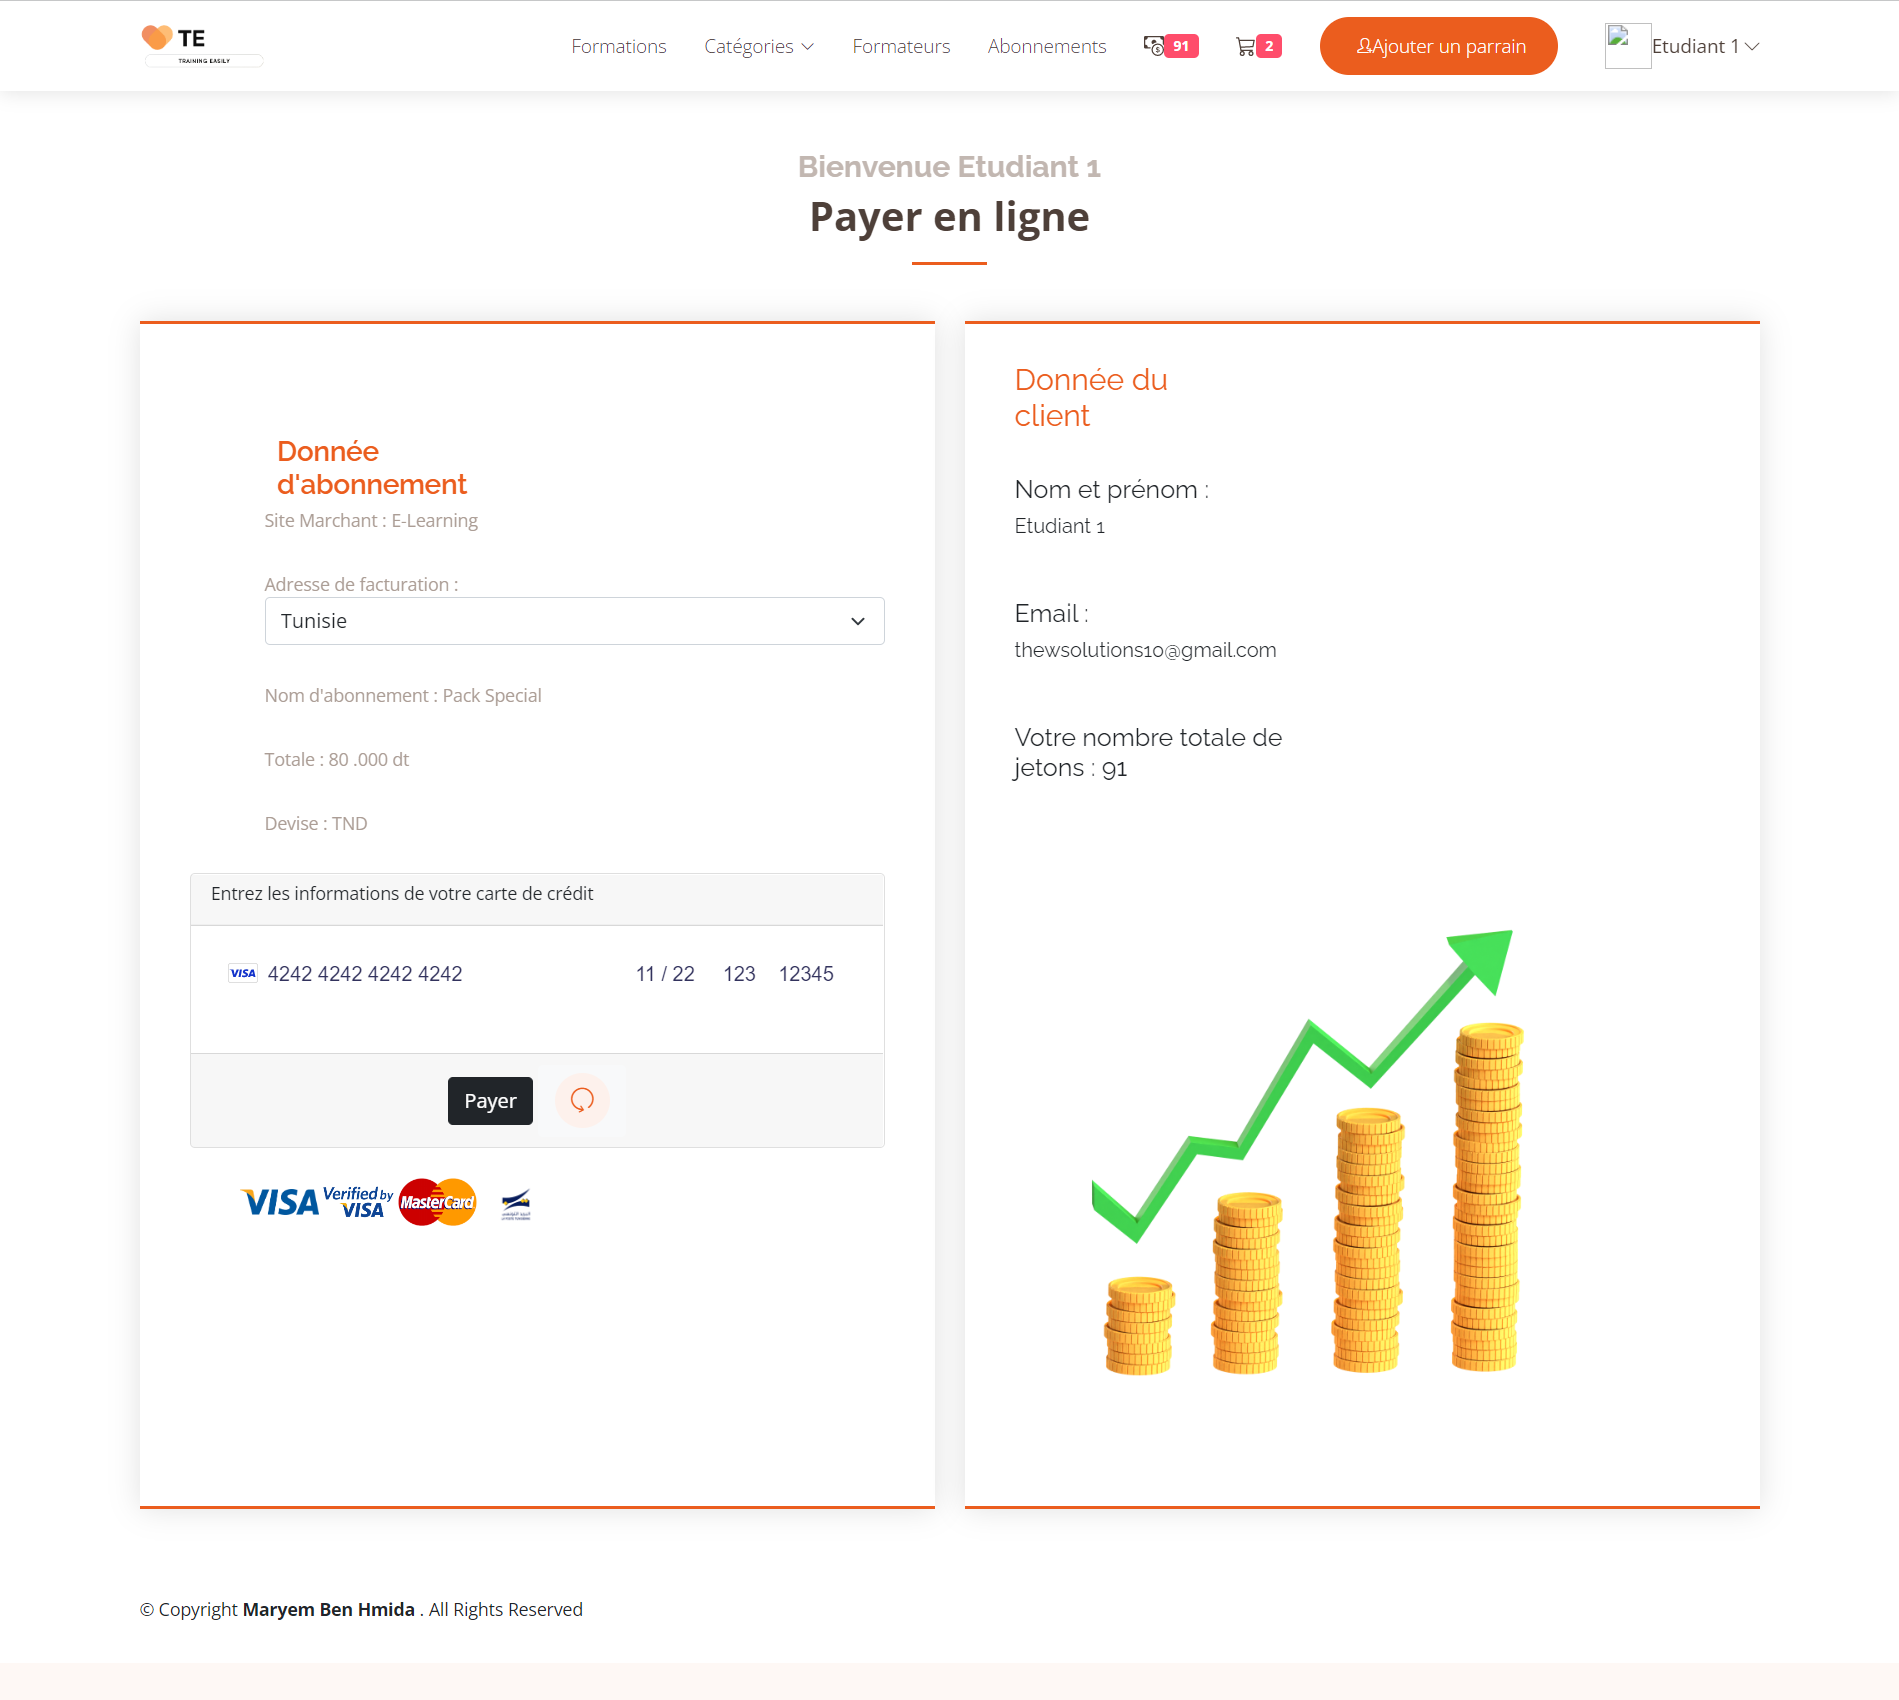 TE
TRAINING EASILY
Formations
Catégories
Formateurs
Abonnements
91
2
Ajouter un parrain
Etudiant 1
Bienvenue Etudiant 1
Payer en ligne
Donnée
d'abonnement
Site Marchant : E-Learning
Adresse de facturation :
Tunisie
Nom d'abonnement : Pack Special
Totale : 80 .000 dt
Devise : TND
Entrez les informations de votre carte de crédit
VISA 4242 4242 4242 4242 11 / 22 123 12345
Payer
VISA
Verified by
VISA
MasterCard
Donnée du
client
Nom et prénom :
Etudiant 1
Email :
thewsolutions10@gmail.com
Votre nombre totale de
jetons : 91
© Copyright Maryem Ben Hmida . All Rights Reserved